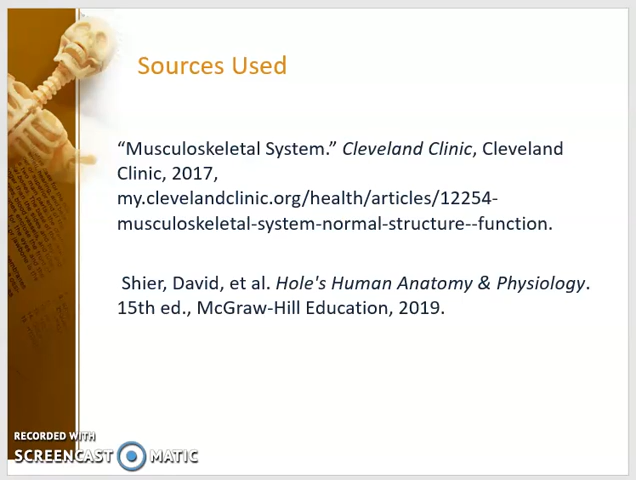 Sources Used
“Musculoskeletal System.” Cleveland Clinic, Cleveland
Clinic, 2017,
my.clevelandclinic.org/health/articles/12254-
musculoskeletal-system-normal-structure--function.
Shier, David, et al. Hole's Human Anatomy & Physiology.
15th ed., McGraw-Hill Education, 2019.
RECORDED WITH
SCREENCAST MATIC